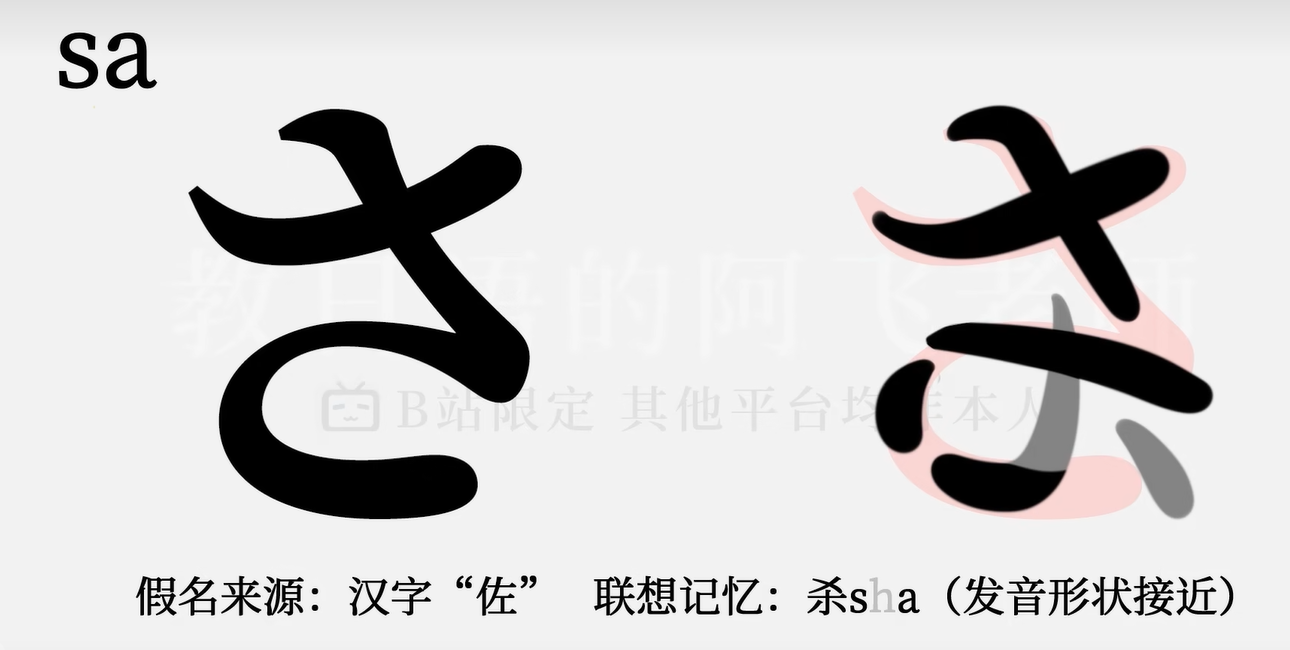 sa
さ 杀
教日语的阿飞老师
B站限定 其他平台均非本人
假名来源：汉字“佐” 联想记忆：杀sha（发音形状接近）